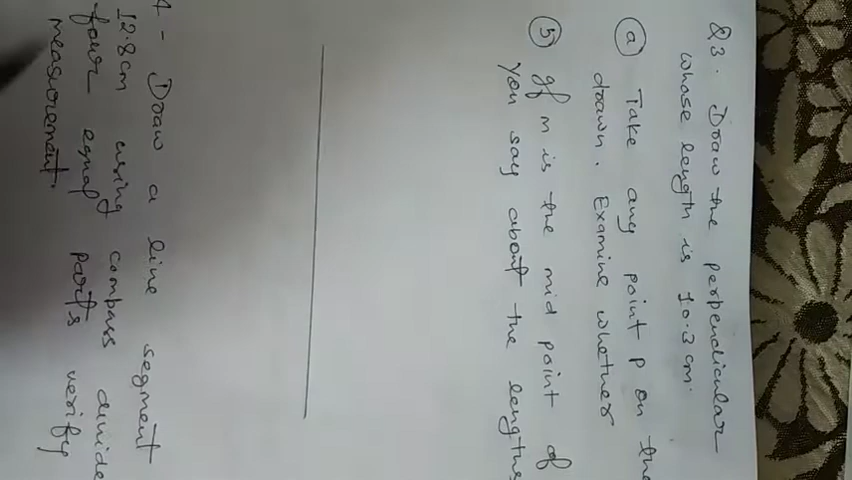 Q3. Draw the perpendicular
whose length is 10.3 cm.
(a) Take any point P on the
drawn. Examine whether
(b) If M is the mid point of
you say about the lengths
4 - Draw a line segment
12.8 cm using compass divide
four equal parts verify
measurement.